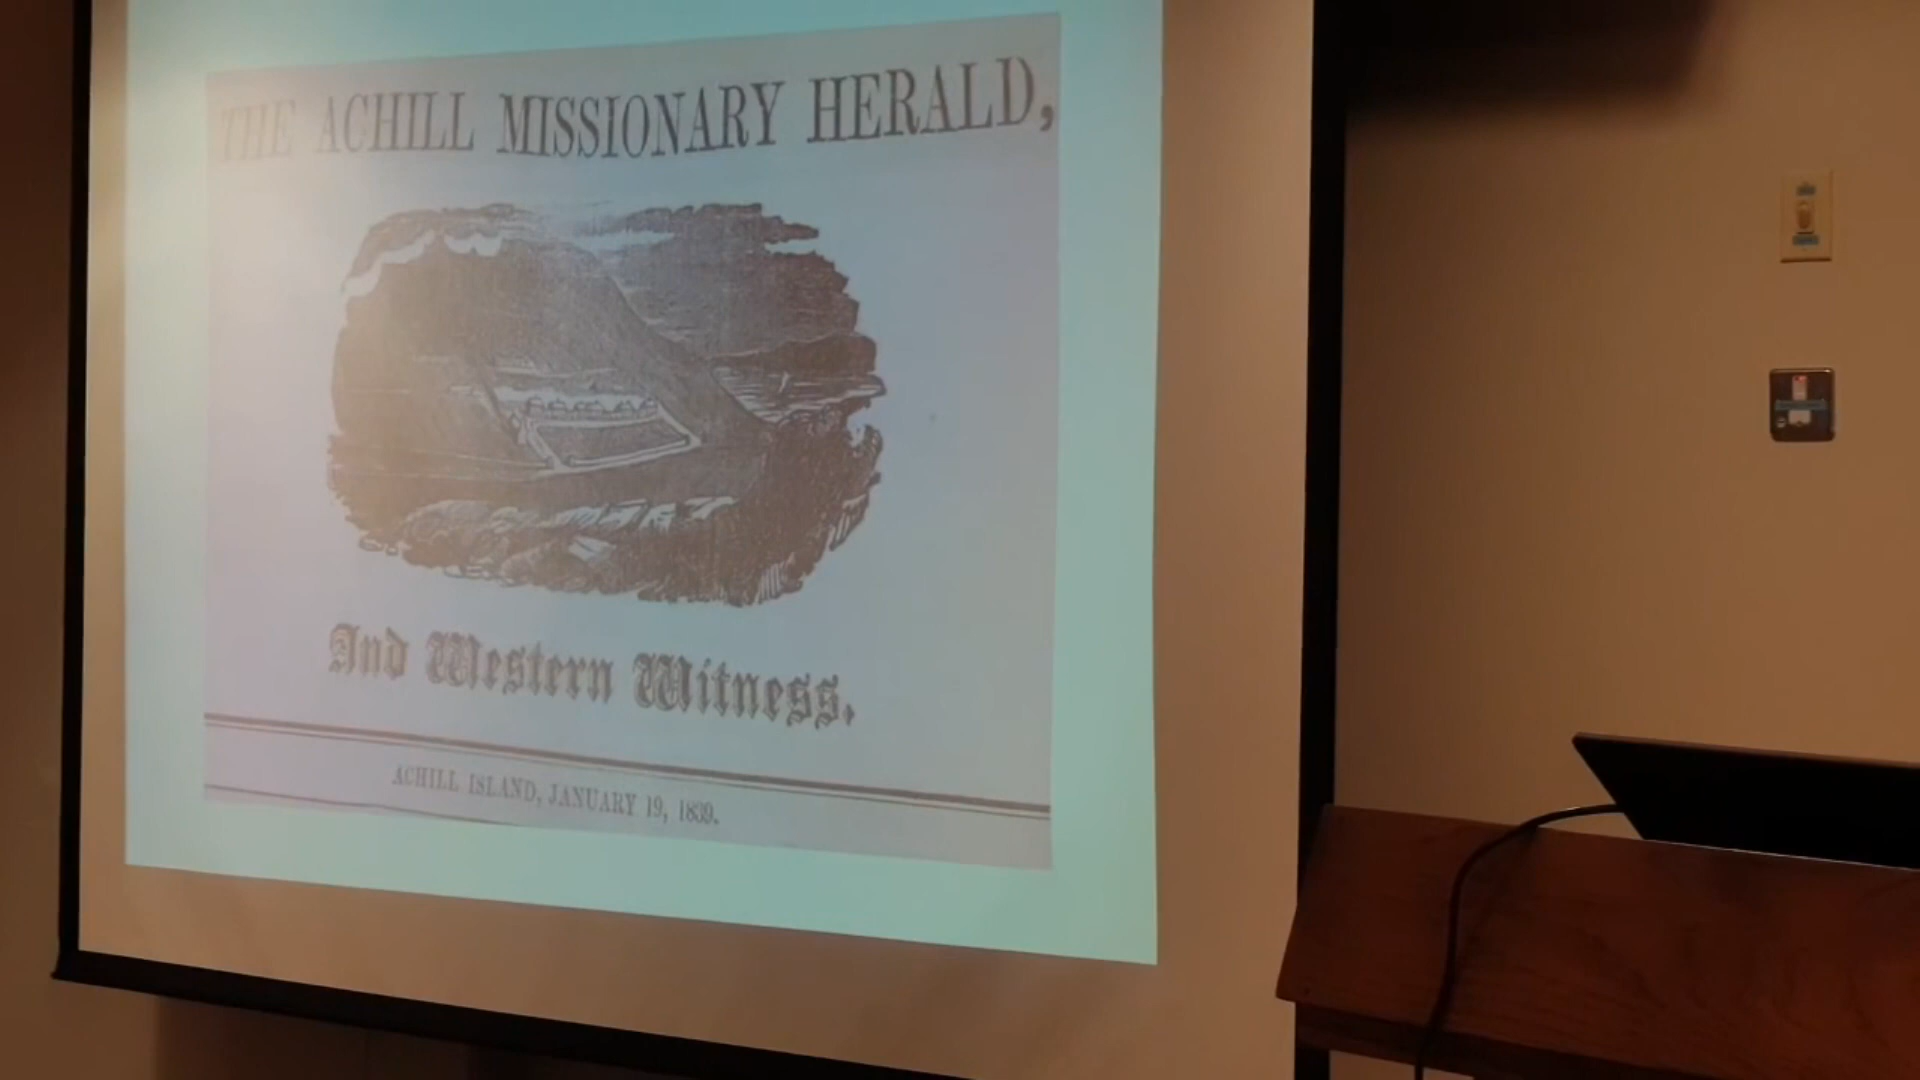 THE ACHILL MISSIONARY HERALD,
And Western Witness.
ACHILL ISLAND, JANUARY 19, 1839.